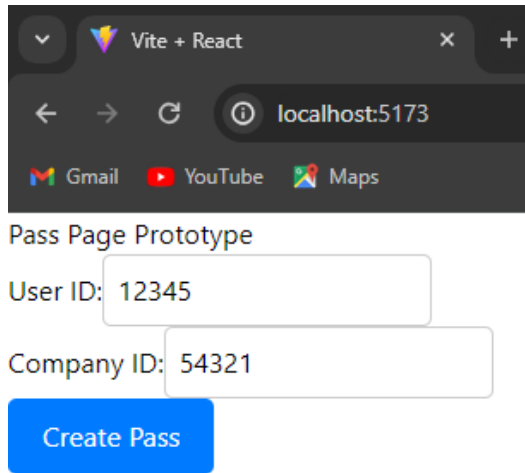 Vite + React
localhost:5173
Gmail YouTube Maps
Pass Page Prototype
User ID: 12345
Company ID: 54321
Create Pass